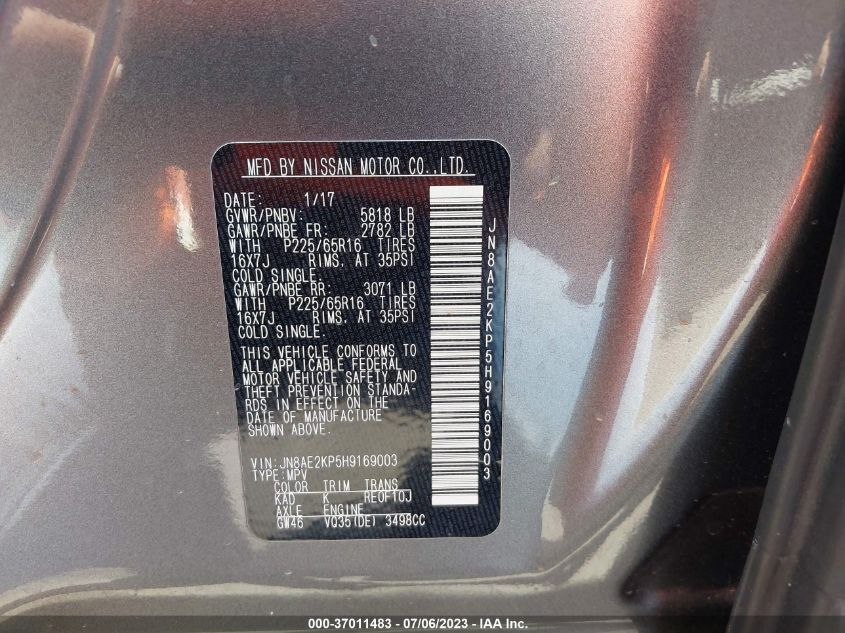 MFD BY NISSAN MOTOR CO.,LTD.
DATE: 1/17
GVWR/PNBV: 5818 LB
GAWR/PNBE FR: 2782 LB
WITH P225/65R16 TIRES
16X7J RIMS. AT 35PSI
COLD SINGLE.
GAWR/PNBE RR: 3071 LB
WITH P225/65R16 TIRES
16X7J RIMS. AT 35PSI
COLD SINGLE.
THIS VEHICLE CONFORMS TO
ALL APPLICABLE FEDERAL
MOTOR VEHICLE SAFETY AND
THEFT PREVENTION STANDA-
RDS IN EFFECT ON THE
DATE OF MANUFACTURE
SHOWN ABOVE.
VIN:JN8AE2KP5H9169003
TYPE:MPV
COLOR TRIM TRANS
KAD K RE0F10J
AXLE ENGINE
GW46 VQ35(DE) 3498CC
JN8AE2KP5H9169003
000-37011483 - 07/06/2023 - IAA Inc.